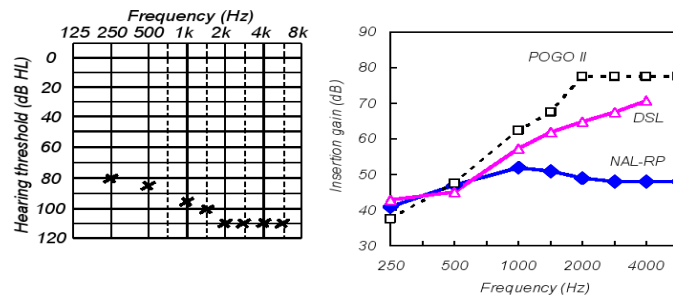 Frequency (Hz)
125 250 500 1k 2k 4k 8k
Hearing threshold (dB HL)
0
20
40
60
80
100
120
Insertion gain (dB)
90
80
70
60
50
40
30
POGO II
DSL
NAL-RP
250 500 1000 2000 4000
Frequency (Hz)